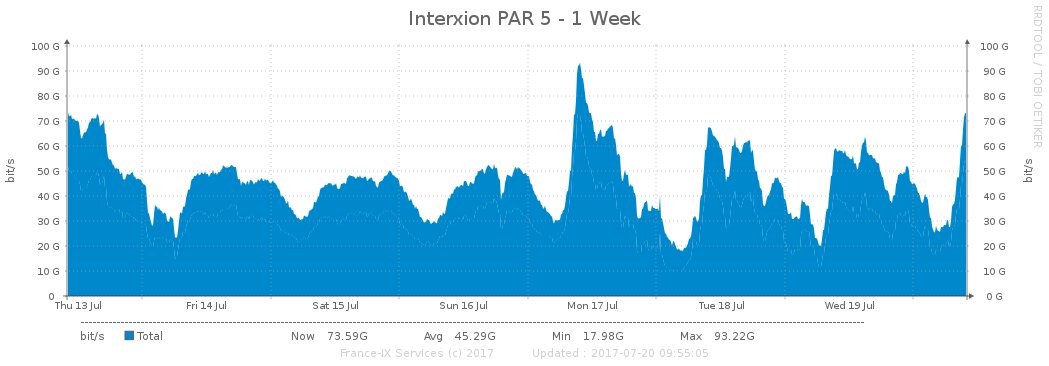 Interxion PAR 5 - 1 Week
RRDTOOL / TOBI OETIKER
100 G 100 G
90 G 90 G
80 G 80 G
70 G 70 G
60 G 60 G
50 G 50 G
40 G 40 G
30 G 30 G
20 G 20 G
10 G 10 G
0 0 G
bit/s bit/s
Thu 13 Jul Fri 14 Jul Sat 15 Jul Sun 16 Jul Mon 17 Jul Tue 18 Jul Wed 19 Jul
bit/s Total Now 73.59G Avg 45.29G Min 17.98G Max 93.22G
France-IX Services (c) 2017 Updated : 2017-07-20 09:55:05